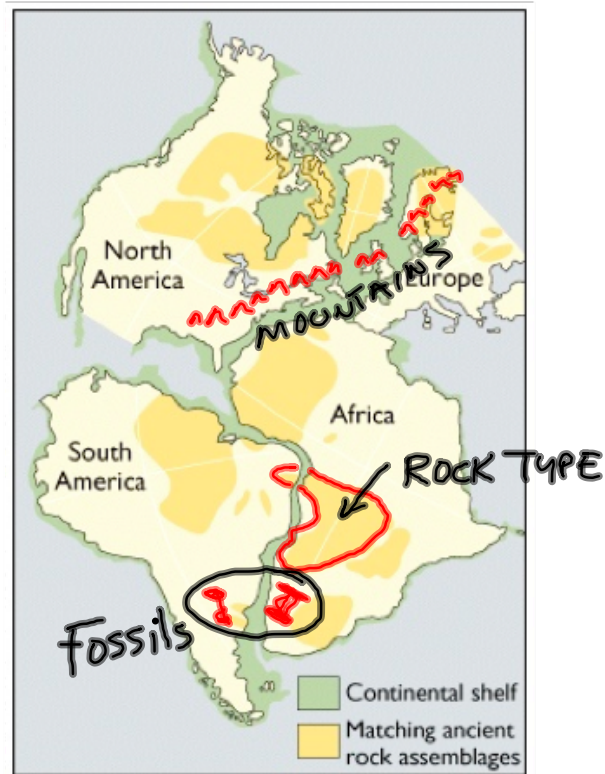 North
America
MOUNTAINS
Europe
Africa
South
America
ROCK TYPE
Fossils
Continental shelf
Matching ancient
rock assemblages